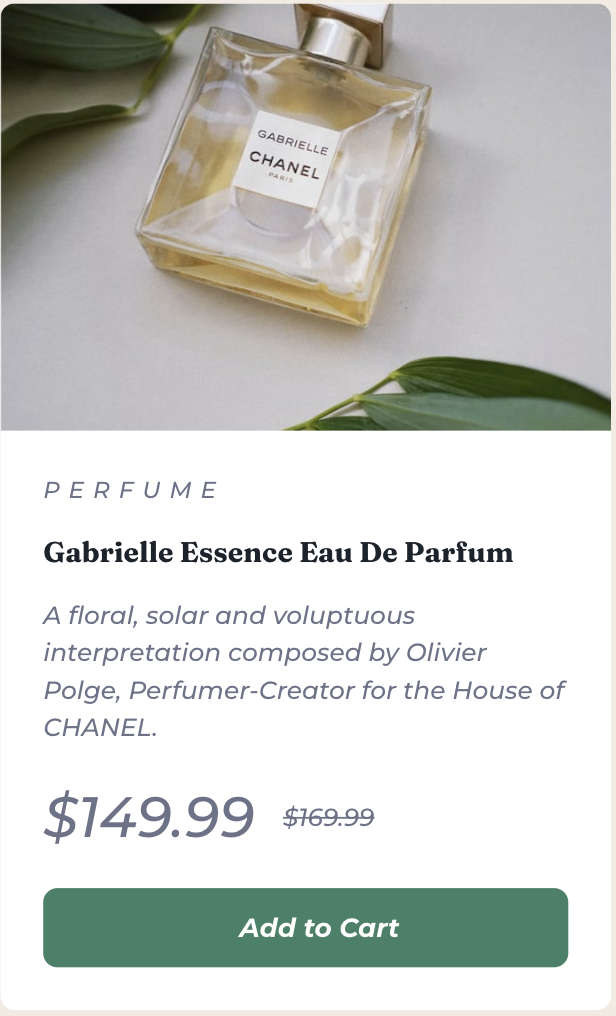 GABRIELLE
CHANEL
PARIS
PERFUME
Gabrielle Essence Eau De Parfum
A floral, solar and voluptuous
interpretation composed by Olivier
Polge, Perfumer-Creator for the House of
CHANEL.
$149.99 $169.99
Add to Cart